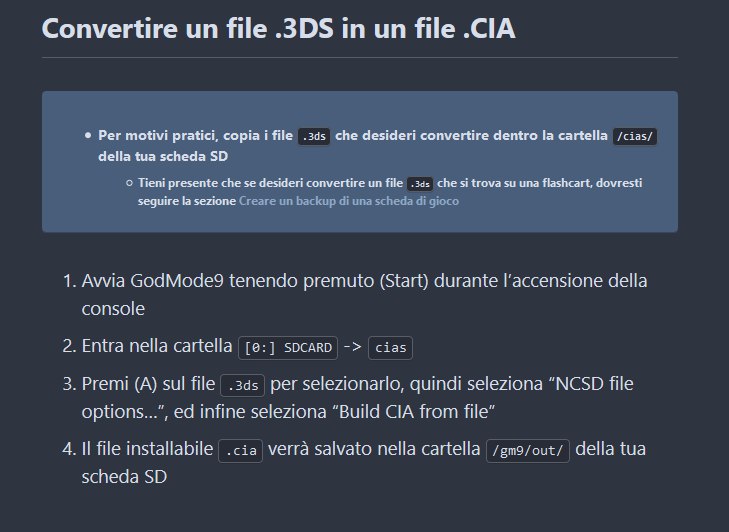 Convertire un file .3DS in un file .CIA
• Per motivi pratici, copia i file .3ds che desideri convertire dentro la cartella /cias/
della tua scheda SD
○ Tieni presente che se desideri convertire un file .3ds che si trova su una flashcart, dovresti
seguire la sezione Creare un backup di una scheda di gioco
1. Avvia GodMode9 tenendo premuto (Start) durante l’accensione della
console
2. Entra nella cartella [0:] SDCARD -> cias
3. Premi (A) sul file .3ds per selezionarlo, quindi seleziona “NCSD file
options…”, ed infine seleziona “Build CIA from file”
4. Il file installabile .cia verrà salvato nella cartella /gm9/out/ della tua
scheda SD